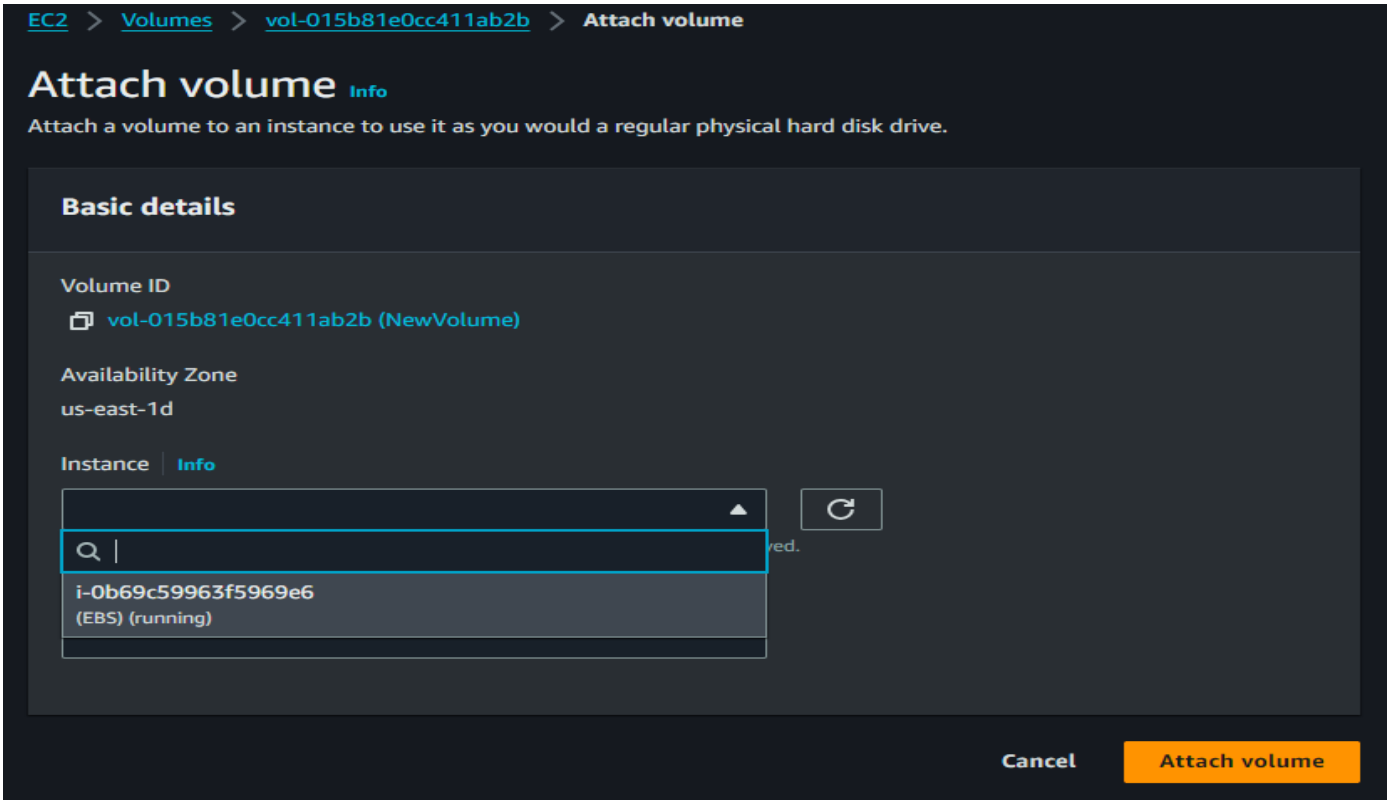 EC2 > Volumes > vol-015b81e0cc411ab2b > Attach volume
Attach volume Info
Attach a volume to an instance to use it as you would a regular physical hard disk drive.
Basic details
Volume ID
vol-015b81e0cc411ab2b (NewVolume)
Availability Zone
us-east-1d
Instance Info
i-0b69c59963f5969e6
(EBS) (running)
Cancel Attach volume